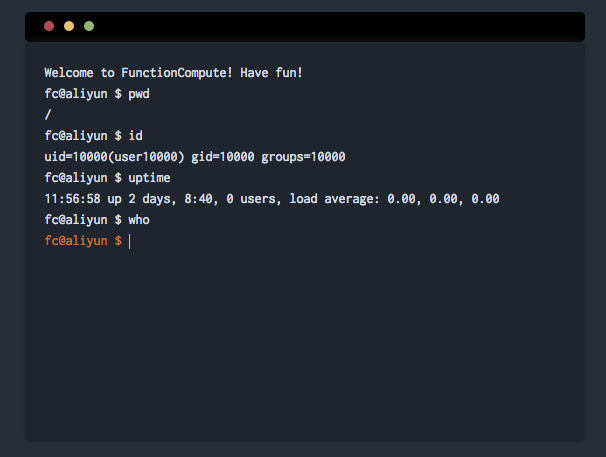 Welcome to FunctionCompute! Have fun!
fc@aliyun $ pwd
/
fc@aliyun $ id
uid=10000(user10000) gid=10000 groups=10000
fc@aliyun $ uptime
11:56:58 up 2 days, 8:40, 0 users, load average: 0.00, 0.00, 0.00
fc@aliyun $ who
fc@aliyun $